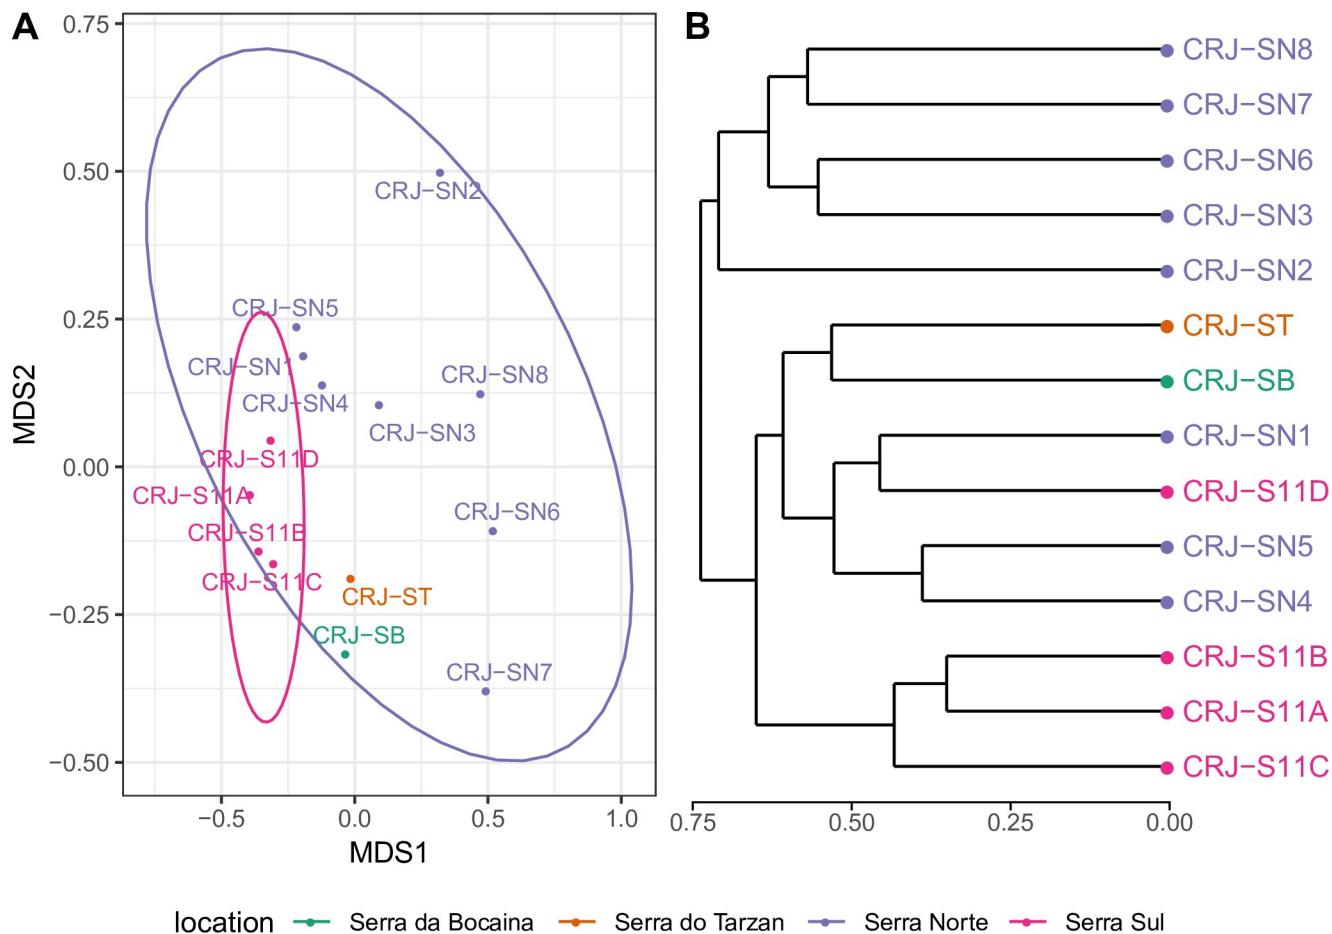 A
0.75
0.50
0.25
0.00
−0.25
−0.50
MDS2
CRJ−SN2
CRJ−SN5
CRJ−SN1
CRJ−SN8
CRJ−SN4
CRJ−SN3
CRJ−S11D
CRJ−S11A
CRJ−SN6
CRJ−S11B
CRJ−S11C
CRJ−ST
CRJ−SB
CRJ−SN7
−0.5
0.0
0.5
1.0
MDS1
B
CRJ−SN8
CRJ−SN7
CRJ−SN6
CRJ−SN3
CRJ−SN2
CRJ−ST
CRJ−SB
CRJ−SN1
CRJ−S11D
CRJ−SN5
CRJ−SN4
CRJ−S11B
CRJ−S11A
CRJ−S11C
0.75
0.50
0.25
0.00
location Serra da Bocaina Serra do Tarzan Serra Norte Serra Sul